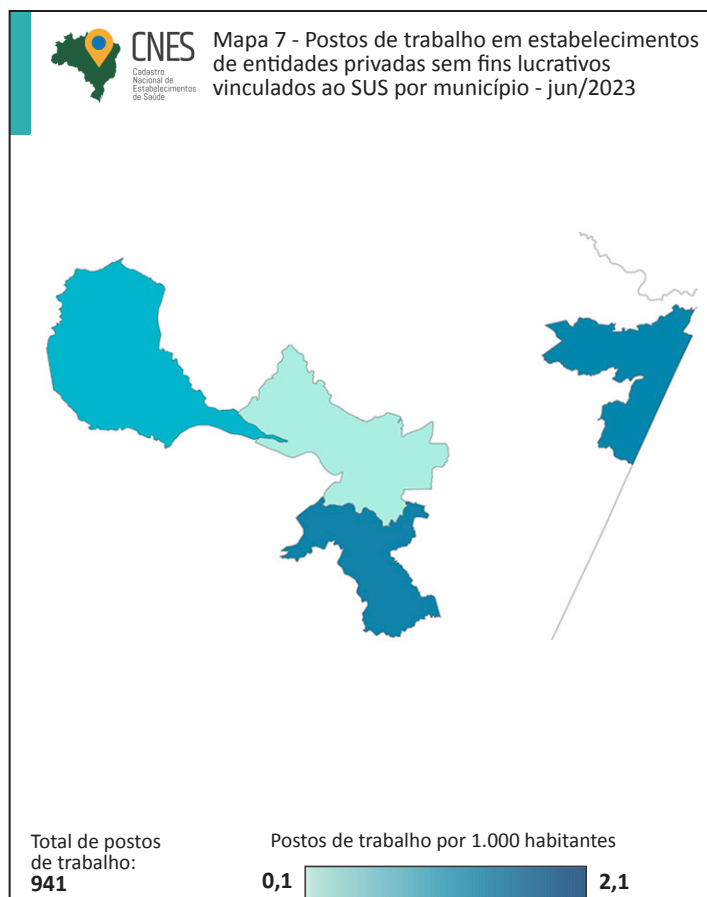 CNES
Cadastro
Nacional de
Estabelecimentos
de Saúde
Mapa 7 - Postos de trabalho em estabelecimentos
de entidades privadas sem fins lucrativos
vinculados ao SUS por município - jun/2023
Total de postos
de trabalho:
941
Postos de trabalho por 1.000 habitantes
0,1
2,1